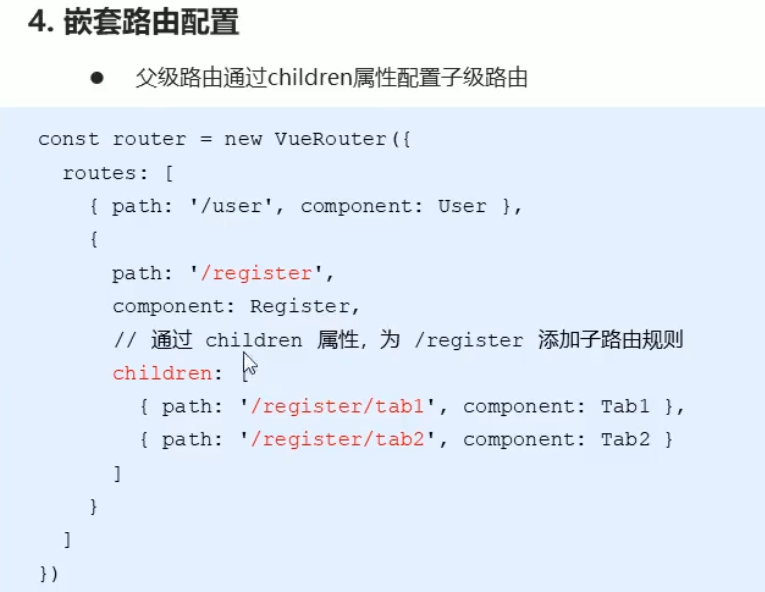 4. 嵌套路由配置
● 父级路由通过children属性配置子级路由
const router = new VueRouter({
routes: [
{ path: '/user', component: User },
{
path: '/register',
component: Register,
// 通过 children 属性，为 /register 添加子路由规则
children: [
{ path: '/register/tab1', component: Tab1 },
{ path: '/register/tab2', component: Tab2 }
]
}
]
})